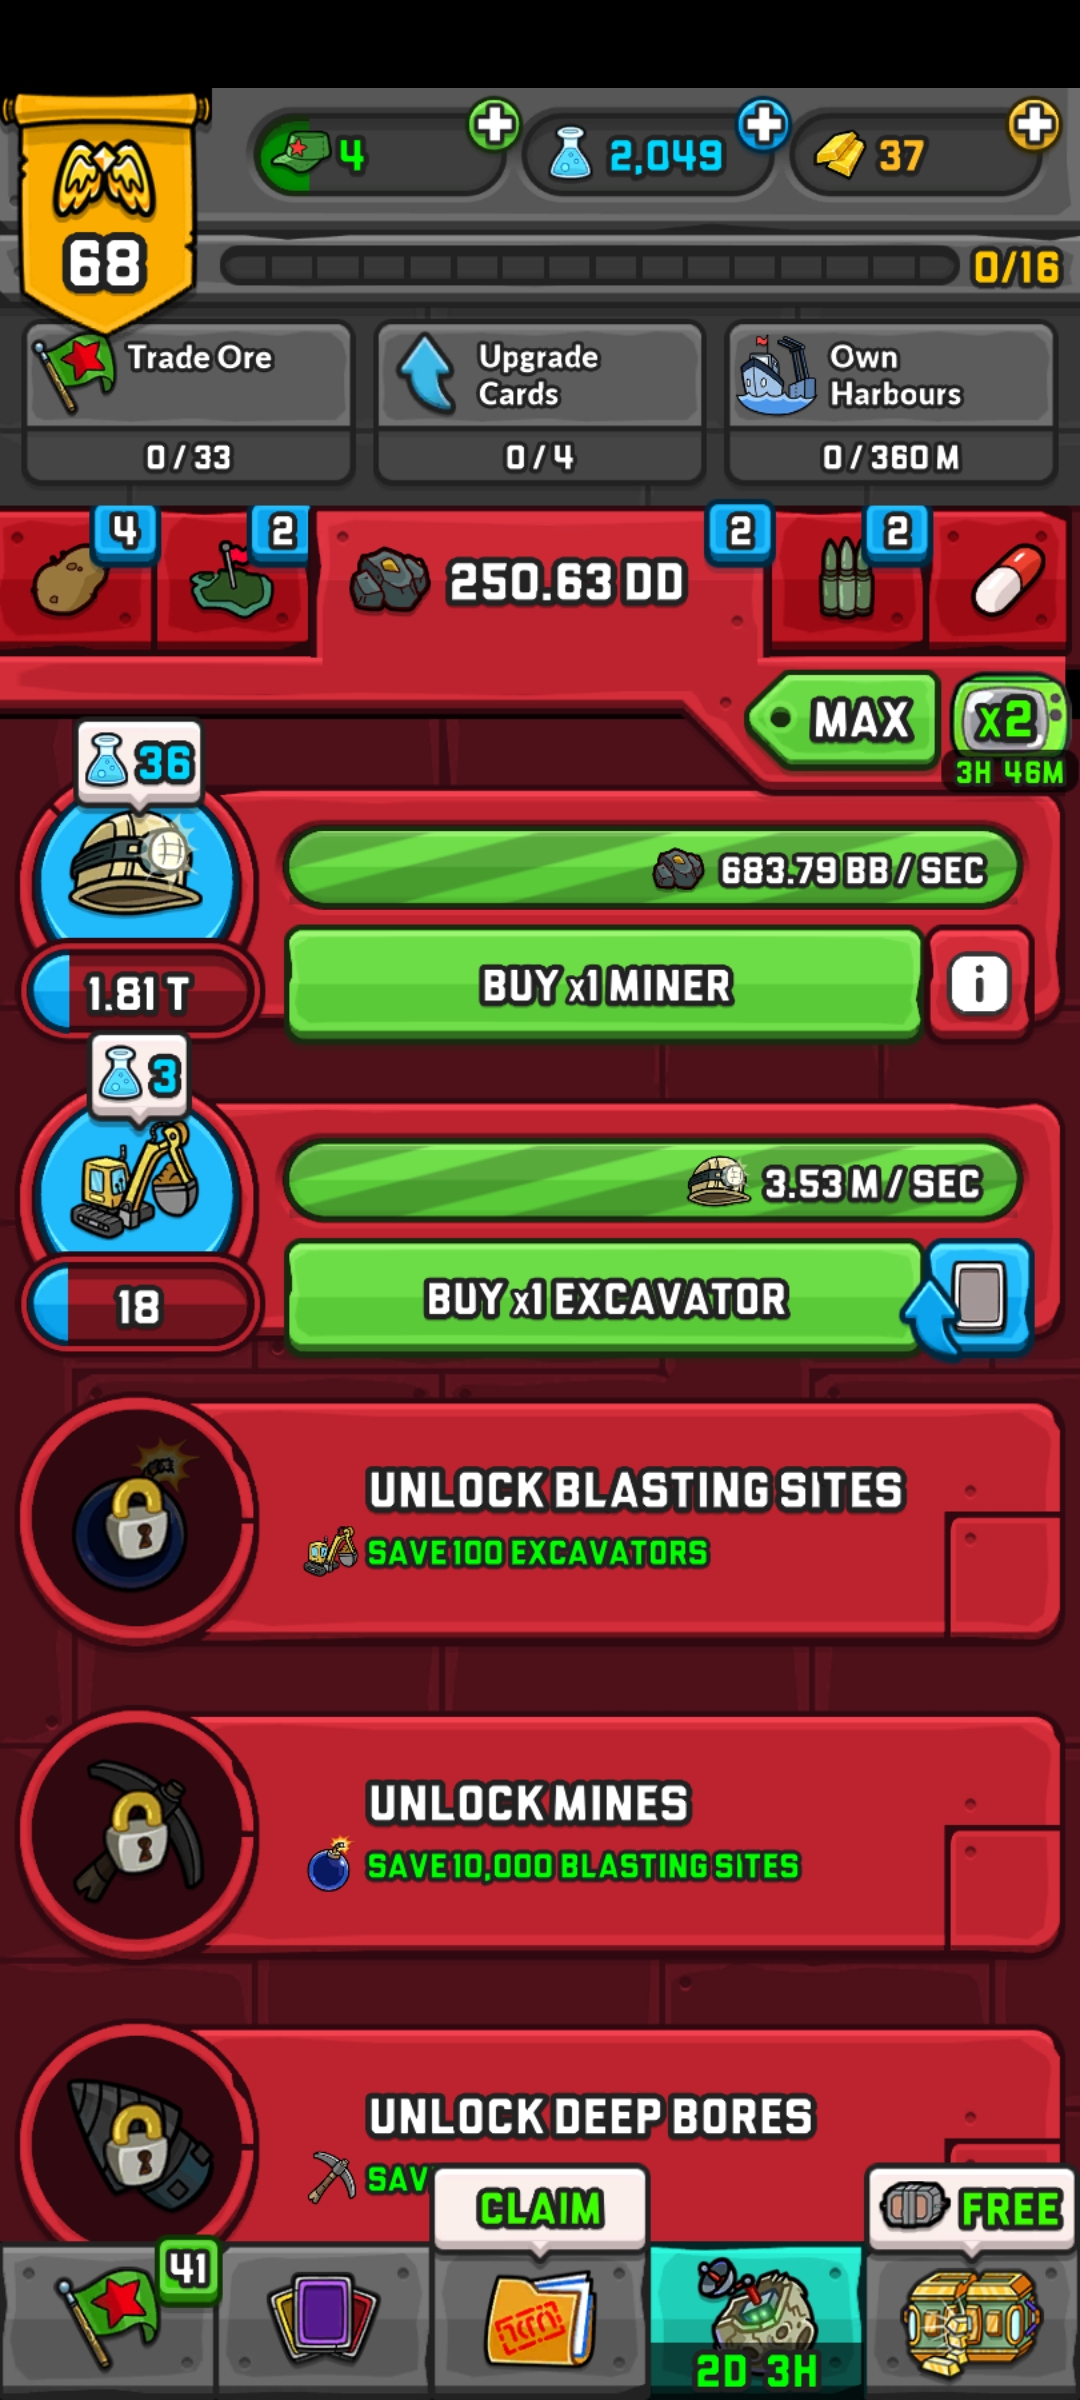 4
2,049
37
68
0/16
Trade Ore
Upgrade
Cards
Own
Harbours
0/33
0/4
0/360 M
4
2
2
2
250.63 DD
MAX
x2
3H 46M
36
683.79 BB / SEC
1.81 T
BUY x1 MINER
i
3
3.53 M / SEC
18
BUY x1 EXCAVATOR
UNLOCK BLASTING SITES
SAVE 100 EXCAVATORS
UNLOCK MINES
SAVE 10,000 BLASTING SITES
UNLOCK DEEP BORES
SAV
CLAIM
FREE
41
2D 3H